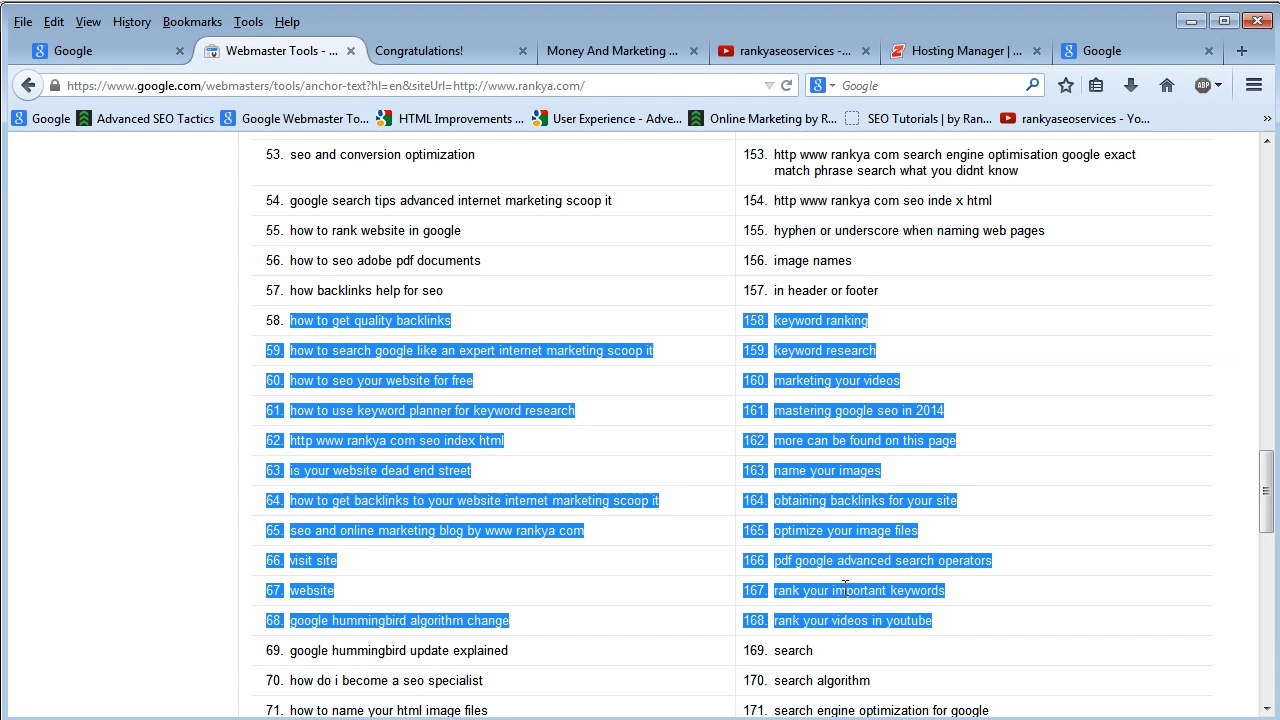 File Edit View History Bookmarks Tools Help
Google Webmaster Tools - ... Congratulations! Money And Marketing ... rankyaseoservices - ... Hosting Manager | ... Google
https://www.google.com/webmasters/tools/anchor-text?hl=en&siteUrl=http://www.rankya.com/ Google ABP
Google Advanced SEO Tactics Google Webmaster To... HTML Improvements ... User Experience - Adve... Online Marketing by R... SEO Tutorials | by Ran... rankyaseoservices - Yo... »
53. seo and conversion optimization 153. http www rankya com search engine optimisation google exact
match phrase search what you didnt know
54. google search tips advanced internet marketing scoop it 154. http www rankya com seo inde x html
55. how to rank website in google 155. hyphen or underscore when naming web pages
56. how to seo adobe pdf documents 156. image names
57. how backlinks help for seo 157. in header or footer
58. how to get quality backlinks 158. keyword ranking
59. how to search google like an expert internet marketing scoop it 159. keyword research
60. how to seo your website for free 160. marketing your videos
61. how to use keyword planner for keyword research 161. mastering google seo in 2014
62. http www rankya com seo index html 162. more can be found on this page
63. is your website dead end street 163. name your images
64. how to get backlinks to your website internet marketing scoop it 164. obtaining backlinks for your site
65. seo and online marketing blog by www rankya com 165. optimize your image files
66. visit site 166. pdf google advanced search operators
67. website 167. rank your important keywords
68. google hummingbird algorithm change 168. rank your videos in youtube
69. google hummingbird update explained 169. search
70. how do i become a seo specialist 170. search algorithm
71. how to name your html image files 171. search engine optimization for google